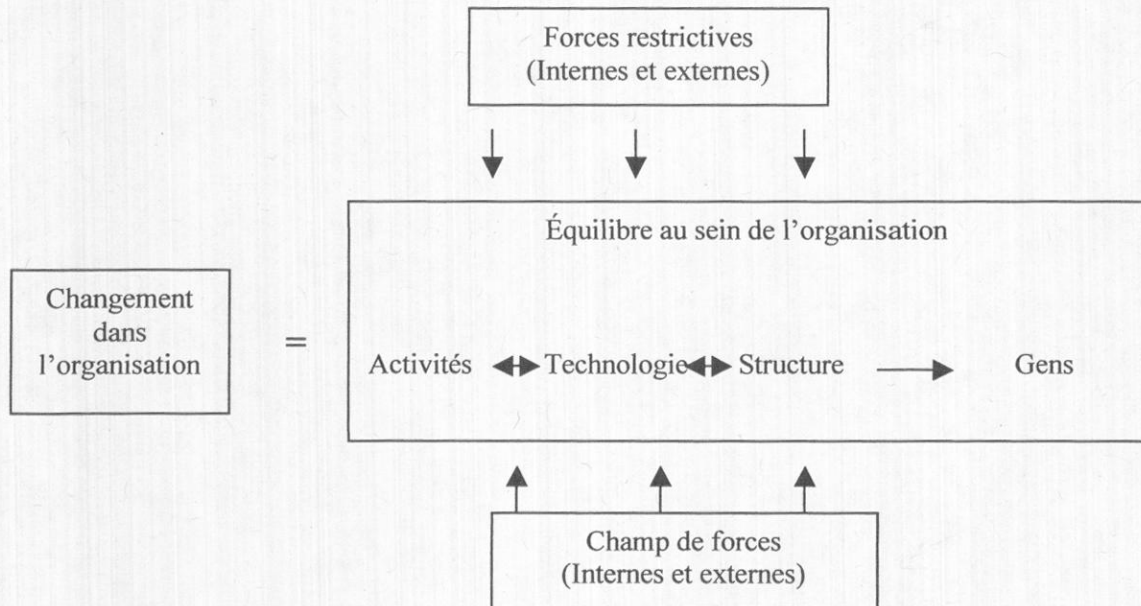 Forces restrictives
(Internes et externes)
Équilibre au sein de l'organisation
Changement
dans
l'organisation
=
Activités Technologie Structure Gens
Champ de forces
(Internes et externes)